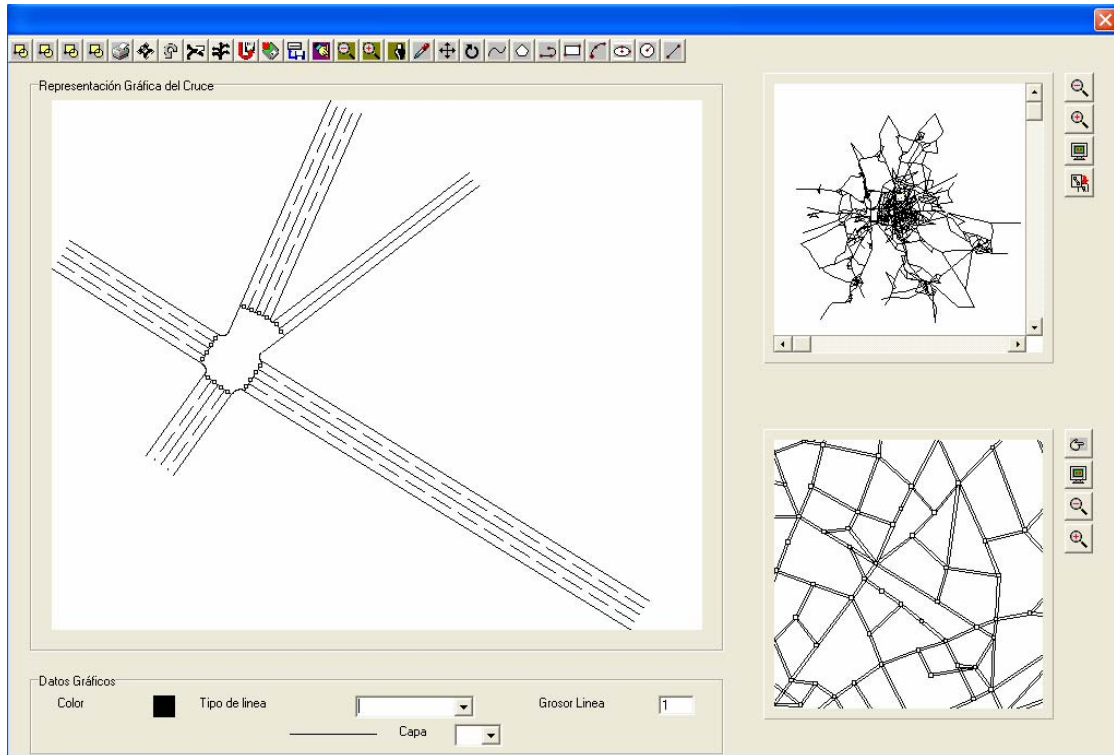 Representación Gráfica del Cruce
Datos Gráficos
Color
Tipo de linea
Grosor Linea
1
Capa